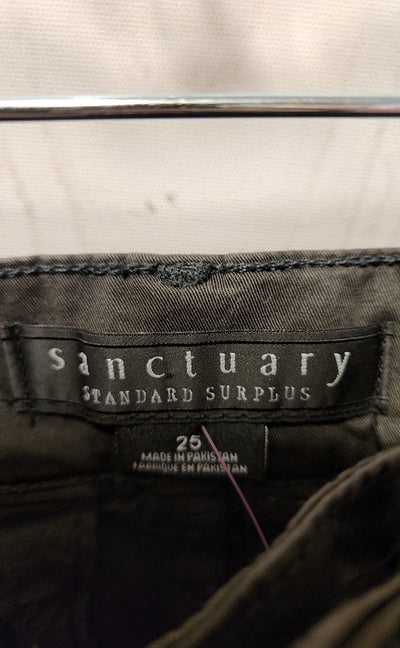 sanctuary
STANDARD SURPLUS
25
MADE IN PAKISTAN
FABRIQUE EN PAKISTAN